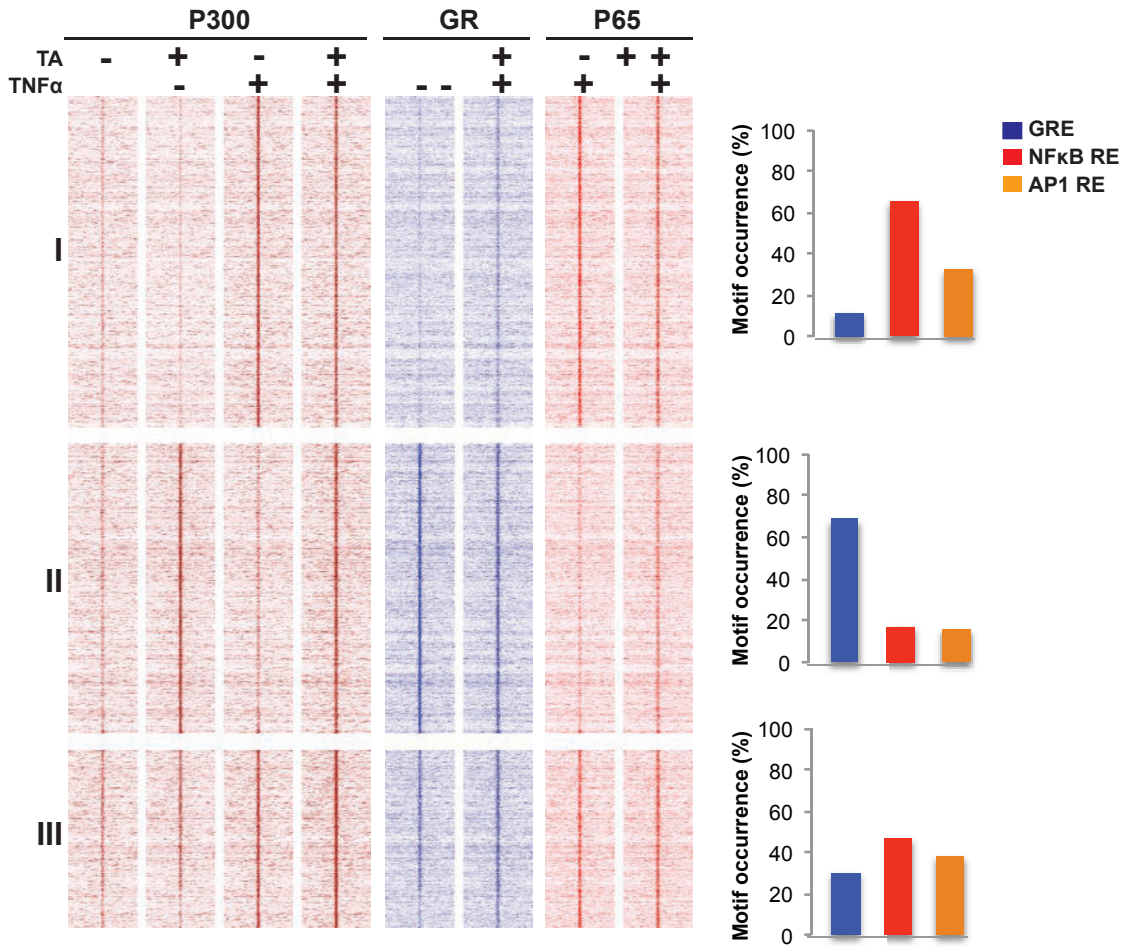 P300 GR P65
TA - + - + + - + +
TNFα - + + - - + + +
I
100
80
60
40
20
0
Motif occurrence (%)
GRE
NFκB RE
AP1 RE
II
100
80
60
40
20
0
Motif occurrence (%)
III
100
80
60
40
20
0
Motif occurrence (%)